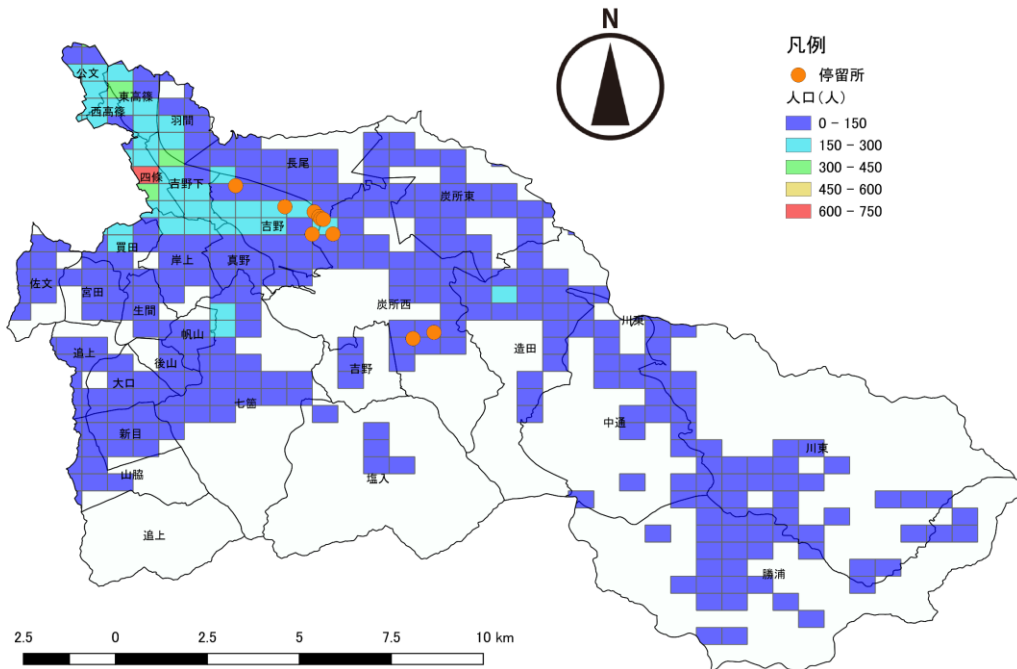 N
凡例
停留所
人口(人)
0 - 150
150 - 300
300 - 450
450 - 600
600 - 750
公文
東高篠
西高篠
羽間
長尾
四條
吉野下
炭所東
吉野
買田
岸上
真野
佐文
宮田
炭所西
生間
川東
帆山
造田
追上
後山
吉野
大口
七箇
中通
新目
川東
山脇
塩入
追上
勝浦
2.5 0 2.5 5 7.5 10 km